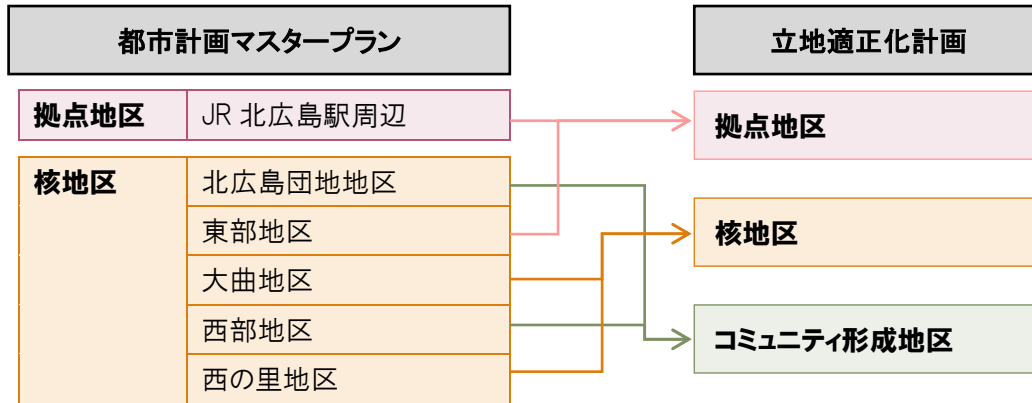 都市計画マスタープラン
立地適正化計画
拠点地区
JR 北広島駅周辺
拠点地区
核地区
北広島団地地区
東部地区
大曲地区
西部地区
西の里地区
核地区
コミュニティ形成地区